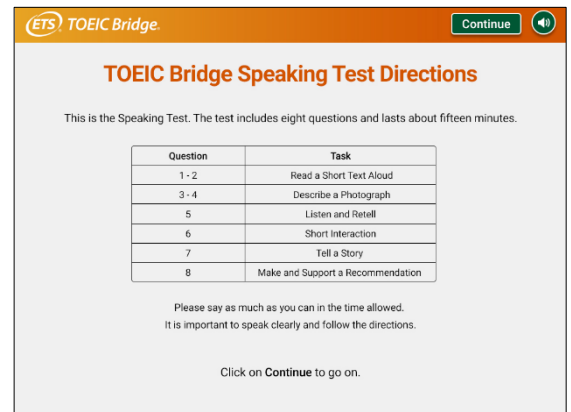 ETS TOEIC Bridge.
Continue
TOEIC Bridge Speaking Test Directions
This is the Speaking Test. The test includes eight questions and lasts about fifteen minutes.
Question Task
1 - 2 Read a Short Text Aloud
3 - 4 Describe a Photograph
5 Listen and Retell
6 Short Interaction
7 Tell a Story
8 Make and Support a Recommendation
Please say as much as you can in the time allowed.
It is important to speak clearly and follow the directions.
Click on Continue to go on.